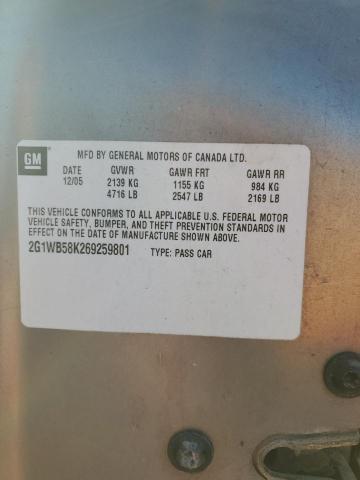 GM
MFD BY GENERAL MOTORS OF CANADA LTD.
DATE GVWR GAWR FRT GAWR RR
12/05 2139 KG 1155 KG 984 KG
4716 LB 2547 LB 2169 LB
THIS VEHICLE CONFORMS TO ALL APPLICABLE U.S. FEDERAL MOTOR
VEHICLE SAFETY, BUMPER, AND THEFT PREVENTION STANDARDS IN
EFFECT ON THE DATE OF MANUFACTURE SHOWN ABOVE.
2G1WB58K269259801 TYPE: PASS CAR